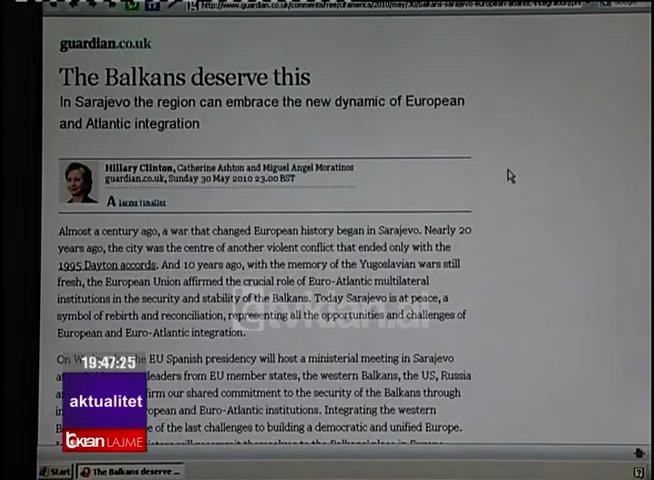 guardian.co.uk
The Balkans deserve this
In Sarajevo the region can embrace the new dynamic of European
and Atlantic integration
Hillary Clinton, Catherine Ashton and Miguel Angel Moratinos
guardian.co.uk, Sunday 30 May 2010 23.00 BST
A larger | smaller
Almost a century ago, a war that changed European history began in Sarajevo. Nearly 20
years ago, the city was the centre of another violent conflict that ended only with the
1995 Dayton accords. And 10 years ago, with the memory of the Yugoslavian wars still
fresh, the European Union affirmed the crucial role of Euro-Atlantic multilateral
institutions in the security and stability of the Balkans. Today Sarajevo is at peace, a
symbol of rebirth and reconciliation, representing all the opportunities and challenges of
European and Euro-Atlantic integration.
tvklan.al
On EU Spanish presidency will host a ministerial meeting in Sarajevo
leaders from EU member states, the western Balkans, the US, Russia
our shared commitment to the security of the Balkans through
and Euro-Atlantic institutions. Integrating the western
of the last challenges to building a democratic and unified Europe.
19:47:25
aktualitet
klan LAJME
Start
The Balkans deserve ...